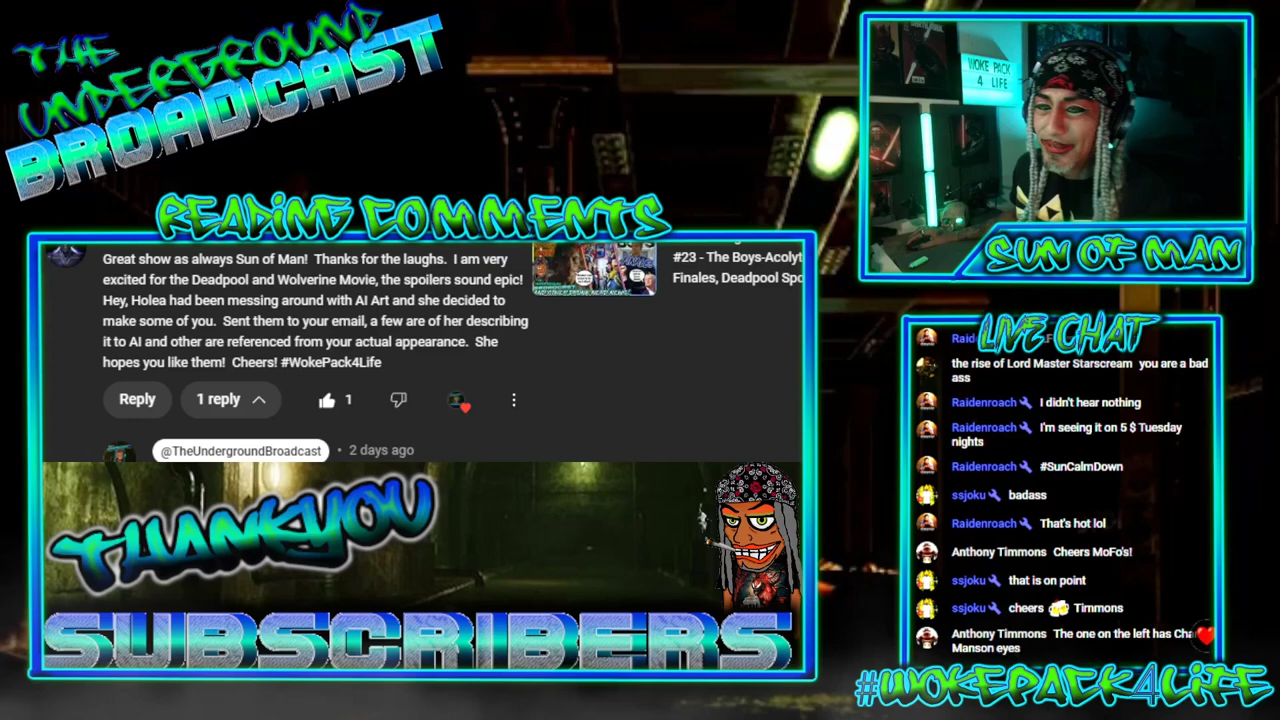 THE
UNDERGROUND
BROADCAST
READING COMMENTS
Great show as always Sun of Man! Thanks for the laughs. I am very
excited for the Deadpool and Wolverine Movie, the spoilers sound epic!
Hey, Holea had been messing around with AI Art and she decided to
make some of you. Sent them to your email, a few are of her describing
it to AI and other are referenced from your actual appearance. She
hopes you like them! Cheers! #WokePack4Life
Reply
1 reply
1
@TheUndergroundBroadcast • 2 days ago
#23 - The Boys-Acolyt
Finales, Deadpool Spo
THANKYOU
SUBSCRIBERS
WOKE PACK
4 LIFE
SUN OF MAN
LIVE CHAT
Raid
the rise of Lord Master Starscream you are a bad
ass
Raidenroach I didn't hear nothing
Raidenroach I'm seeing it on 5 $ Tuesday
nights
Raidenroach #SunCalmDown
ssjoku badass
Raidenroach That's hot lol
Anthony Timmons Cheers MoFo's!
ssjoku that is on point
ssjoku cheers Timmons
Anthony Timmons The one on the left has Cha
Manson eyes
#WOKEPACK4LIFE